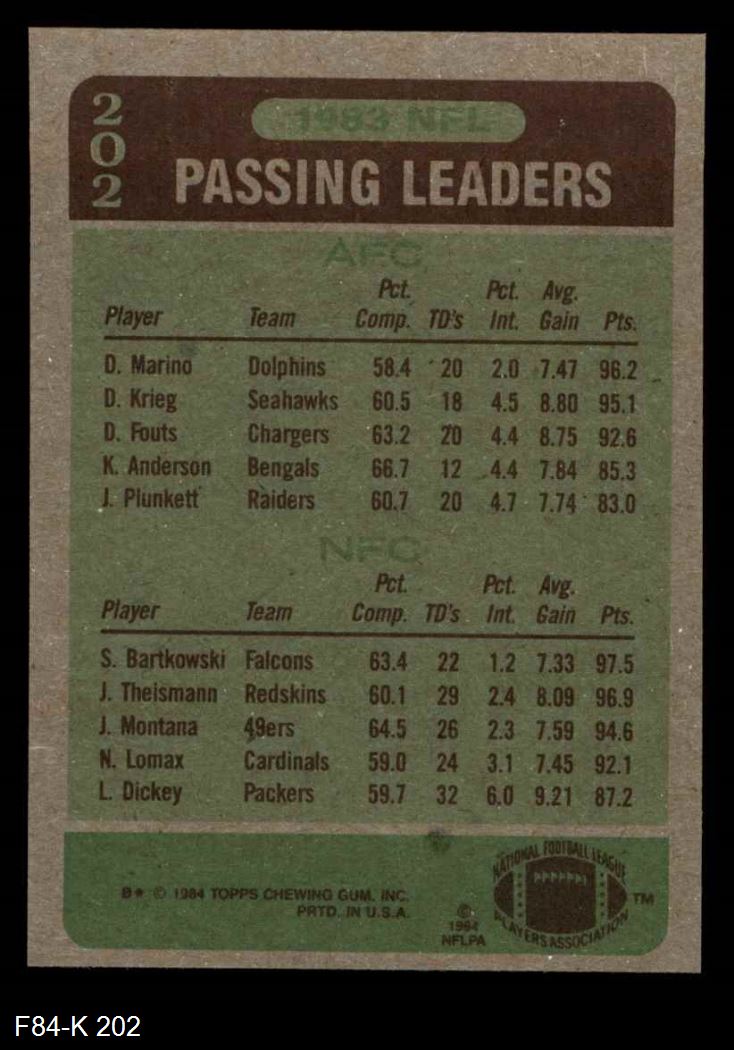 202
1983 NFL
PASSING LEADERS
AFC
Pct. Pct. Avg.
Player Team Comp. TD's Int. Gain Pts.
D. Marino Dolphins 58.4 20 2.0 7.47 96.2
D. Krieg Seahawks 60.5 18 4.5 8.80 95.1
D. Fouts Chargers 63.2 20 4.4 8.75 92.6
K. Anderson Bengals 66.7 12 4.4 7.84 85.3
J. Plunkett Raiders 60.7 20 4.7 7.74 83.0
NFC
Pct. Pct. Avg.
Player Team Comp. TD's Int. Gain Pts.
S. Bartkowski Falcons 63.4 22 1.2 7.33 97.5
J. Theismann Redskins 60.1 29 2.4 8.09 96.9
J. Montana 49ers 64.5 26 2.3 7.59 94.6
N. Lomax Cardinals 59.0 24 3.1 7.45 92.1
L. Dickey Packers 59.7 32 6.0 9.21 87.2
B★ © 1984 TOPPS CHEWING GUM, INC.
PRTD. IN U.S.A.
©
1984
NFLPA
NATIONAL FOOTBALL LEAGUE
PLAYERS ASSOCIATION
TM
F84-K 202